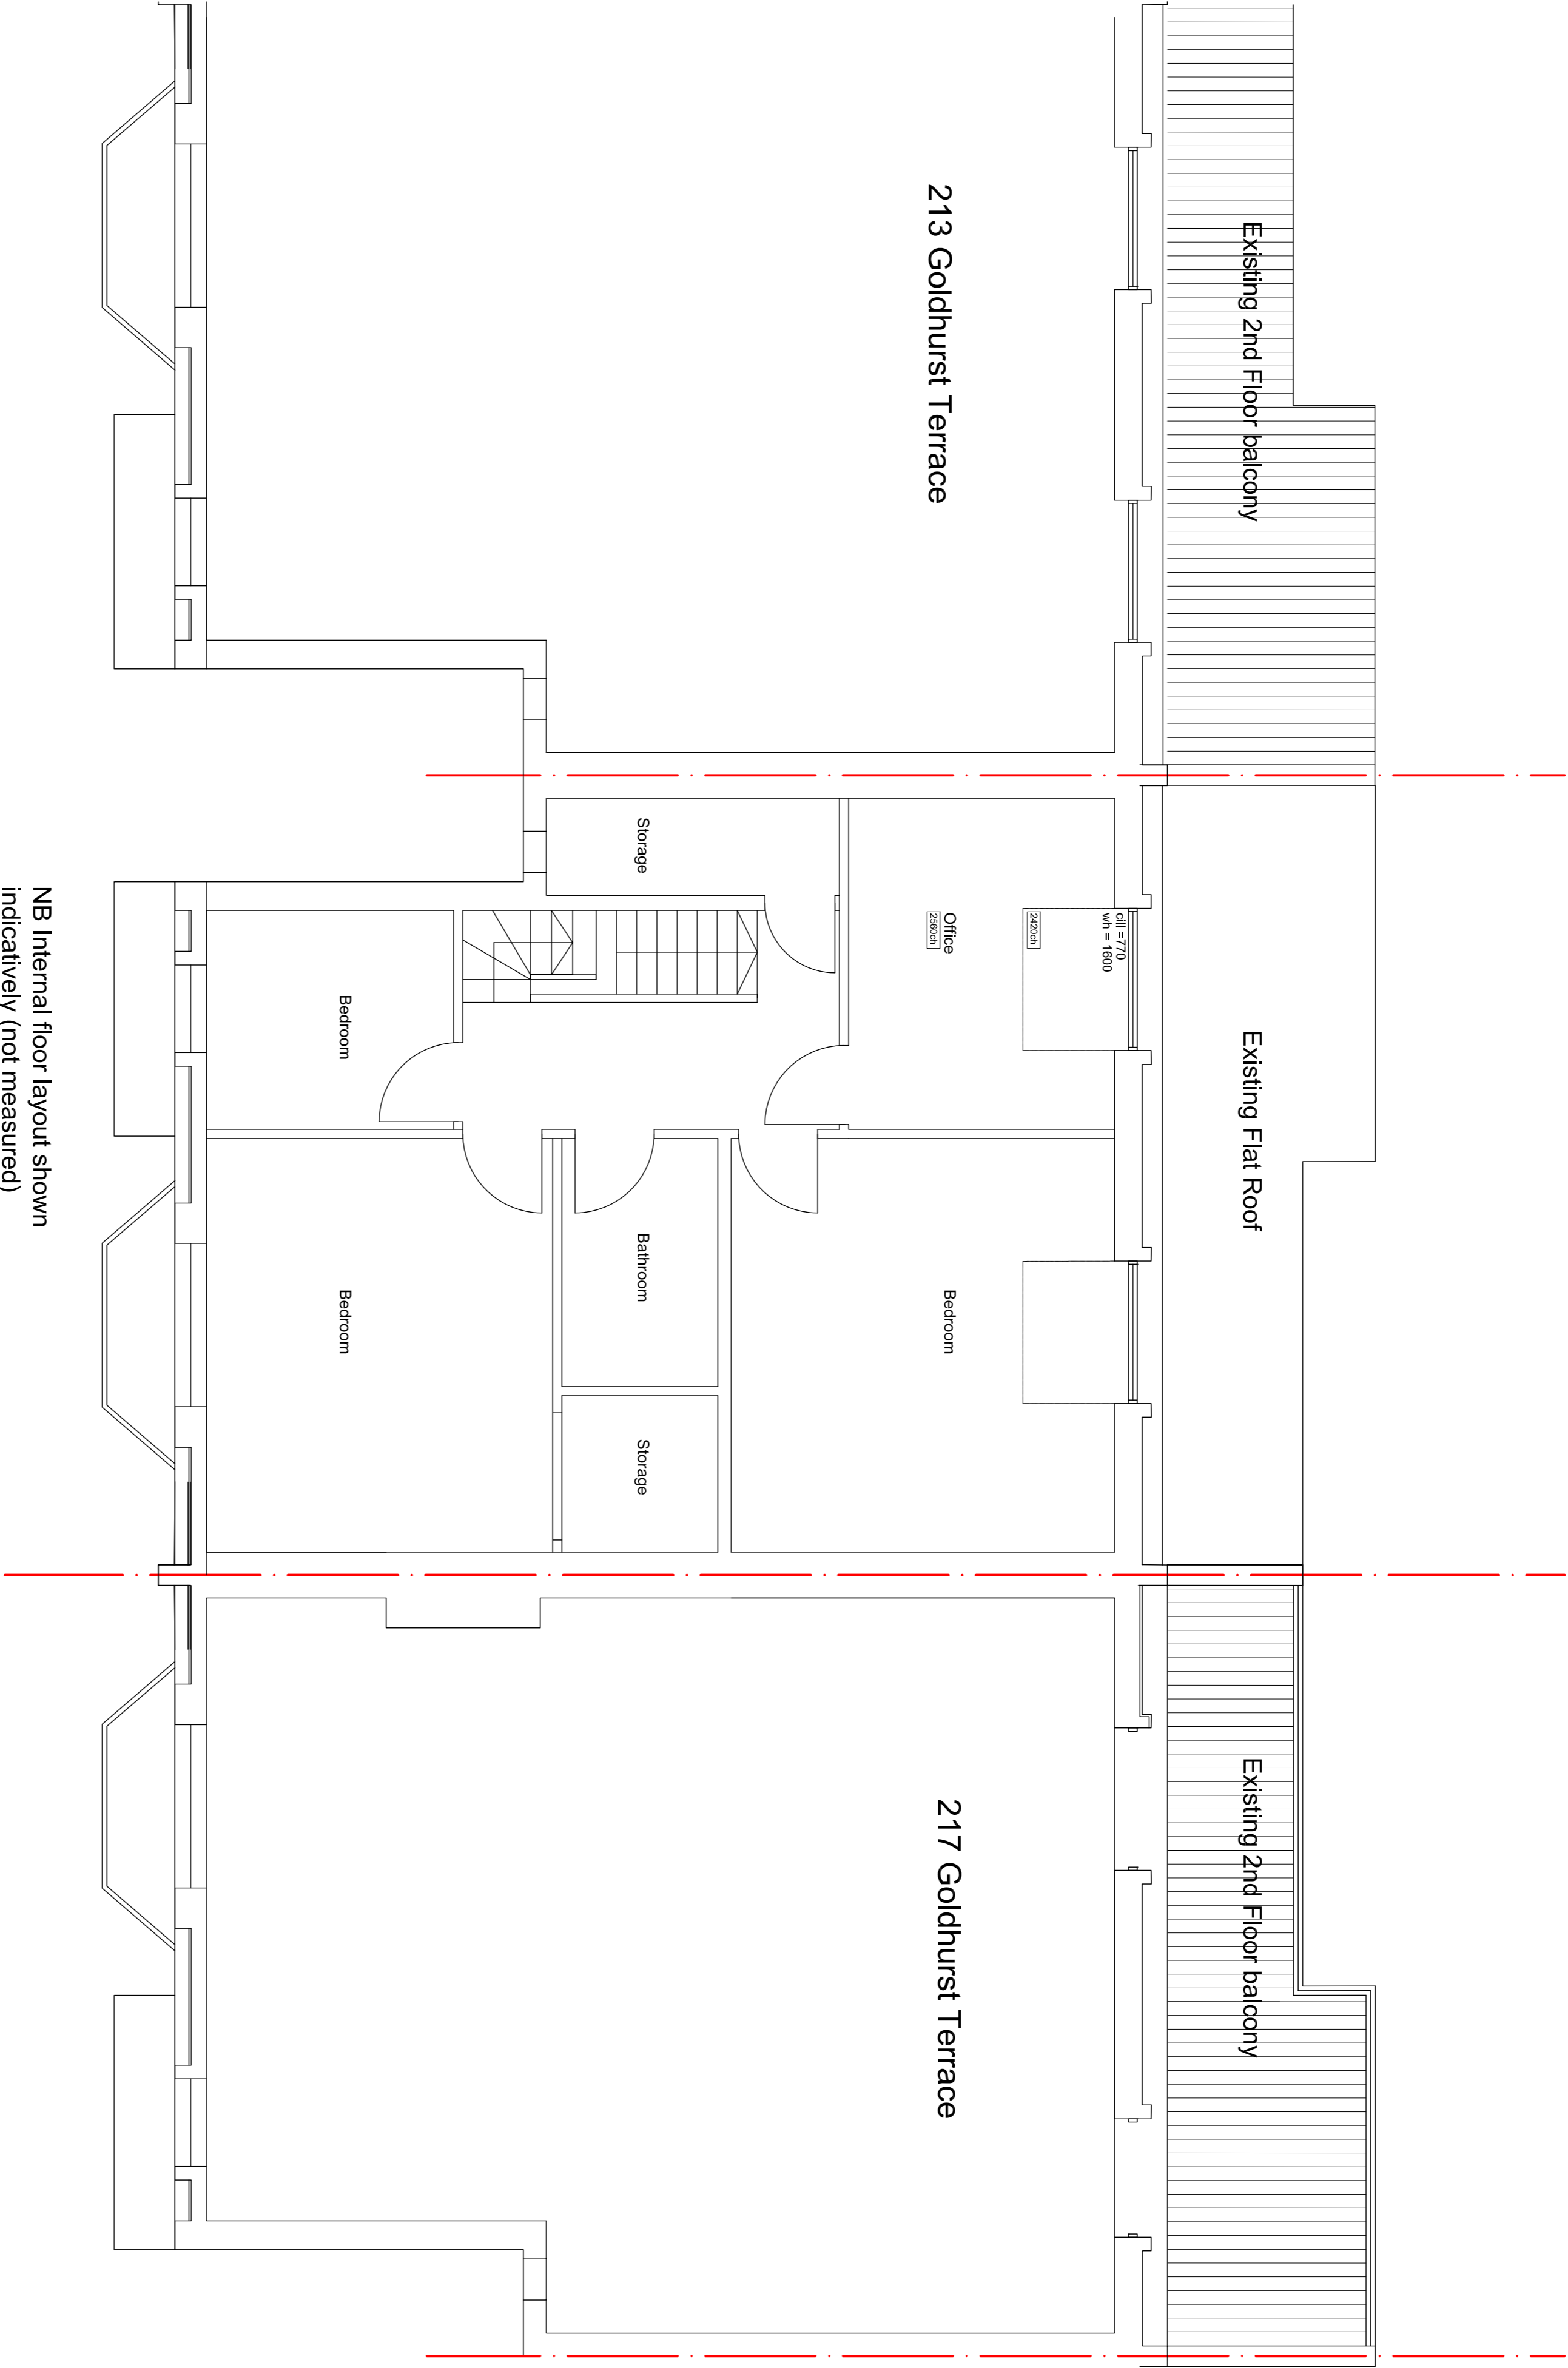 Existing 2nd Floor balcony
Existing Flat Roof
Existing 2nd Floor balcony
cill =770
wh = 1600
2420ch
213 Goldhurst Terrace
Office
2560ch
Bedroom
217 Goldhurst Terrace
Storage
Bathroom
Storage
Bedroom
Bedroom
NB Internal floor layout shown
indicatively (not measured)